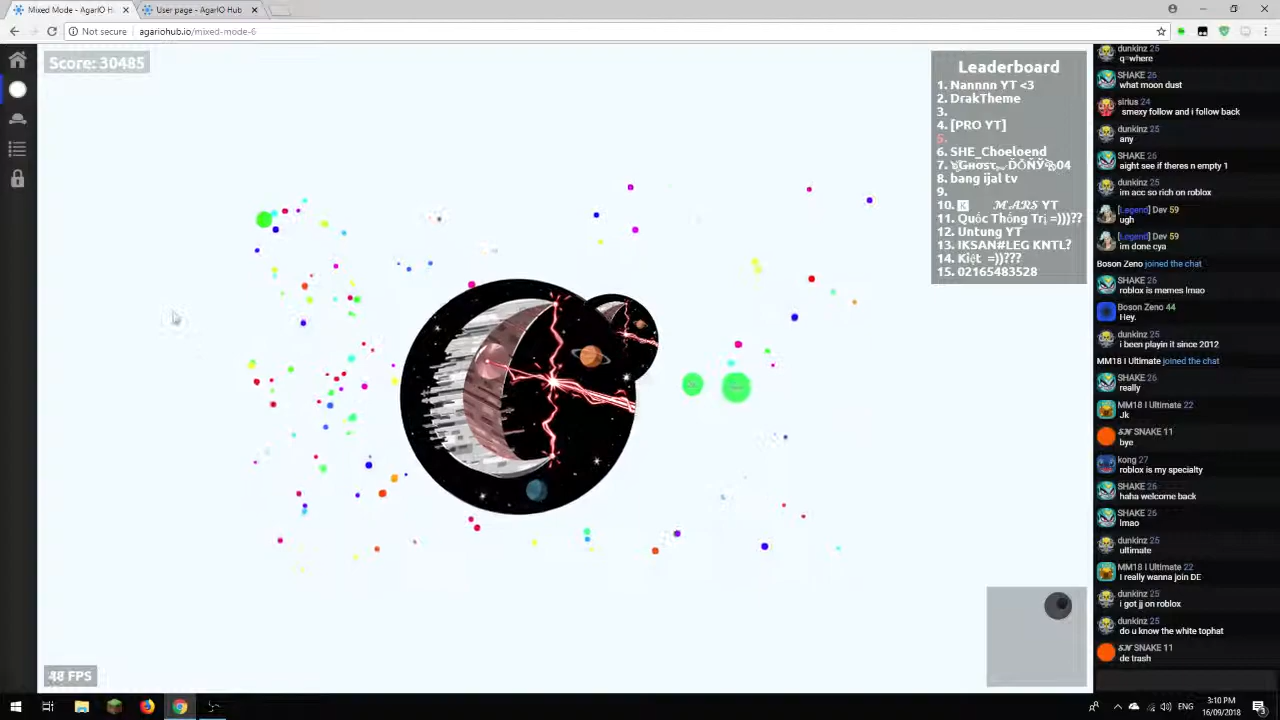 Mixed Mode - AgarIO H
User page - AgarIO Hub
Not secure
agariohub.io/mixed-mode-6
Score: 30485
Leaderboard
1. Nannnn YT <3
2. DrakTheme
3.
4. [PRO YT]
5.
6. SHE_Choeloend
8. bang ijal tv
9.
10. K 𝓜𝓐𝓡𝓢 YT
11. Quốc Thống Trị =)))??
12. Untung YT
13. IKSAN#LEG KNTL?
14. Kiệt =))???
15. 02165483528
48 FPS
dunkinz 25
q=where
SHAKE 26
what moon dust
sirius 24
smexy follow and i follow back
dunkinz 25
any
SHAKE 26
aight see if theres n empty 1
dunkinz 25
im acc so rich on roblox
[Legend] Dev 59
ugh
[Legend] Dev 59
im done cya
Boson Zeno joined the chat
SHAKE 26
roblox is memes lmao
Boson Zeno 44
Hey.
dunkinz 25
i been playin it since 2012
MM18 I Ultimate joined the chat
SHAKE 26
really
MM18 I Ultimate 22
Jk
𝓢𝓝 SNAKE 11
bye
kong 27
roblox is my specialty
SHAKE 26
haha welcome back
SHAKE 26
lmao
dunkinz 25
ultimate
MM18 I Ultimate 22
I really wanna join DE
dunkinz 25
i got jj on roblox
dunkinz 25
do u know the white tophat
𝓢𝓝 SNAKE 11
de trash
ENG
3:10 PM
16/09/2018
3